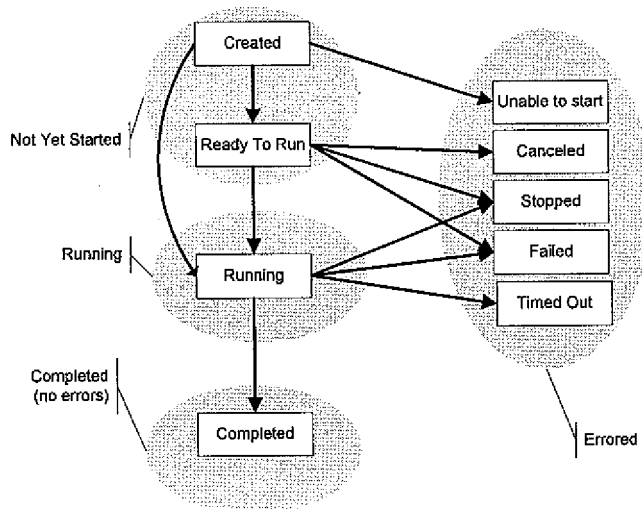 Created
Unable to start
Not Yet Started
Ready To Run
Canceled
Stopped
Running
Running
Failed
Timed Out
Completed
(no errors)
Completed
Errored